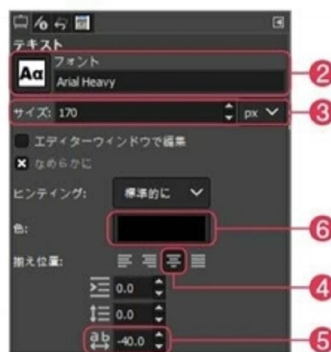 テキスト
フォント
Aa Arial Heavy
2
サイズ: 170 px
3
エディターウィンドウで編集
なめらかに
ヒンティング: 標準的に
色:
6
揃え位置:
4
0.0
0.0
ab -40.0
5